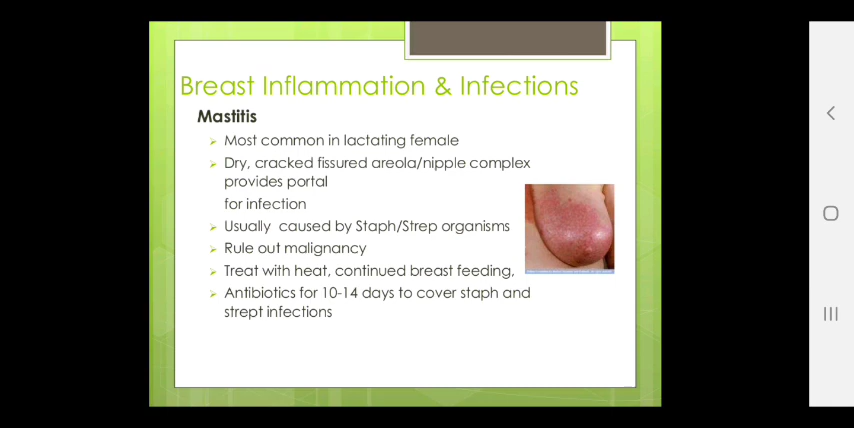 Breast Inflammation & Infections
Mastitis
Most common in lactating female
Dry, cracked fissured areola/nipple complex
provides portal
for infection
Usually caused by Staph/Strep organisms
Rule out malignancy
Treat with heat, continued breast feeding,
Antibiotics for 10-14 days to cover staph and
strept infections